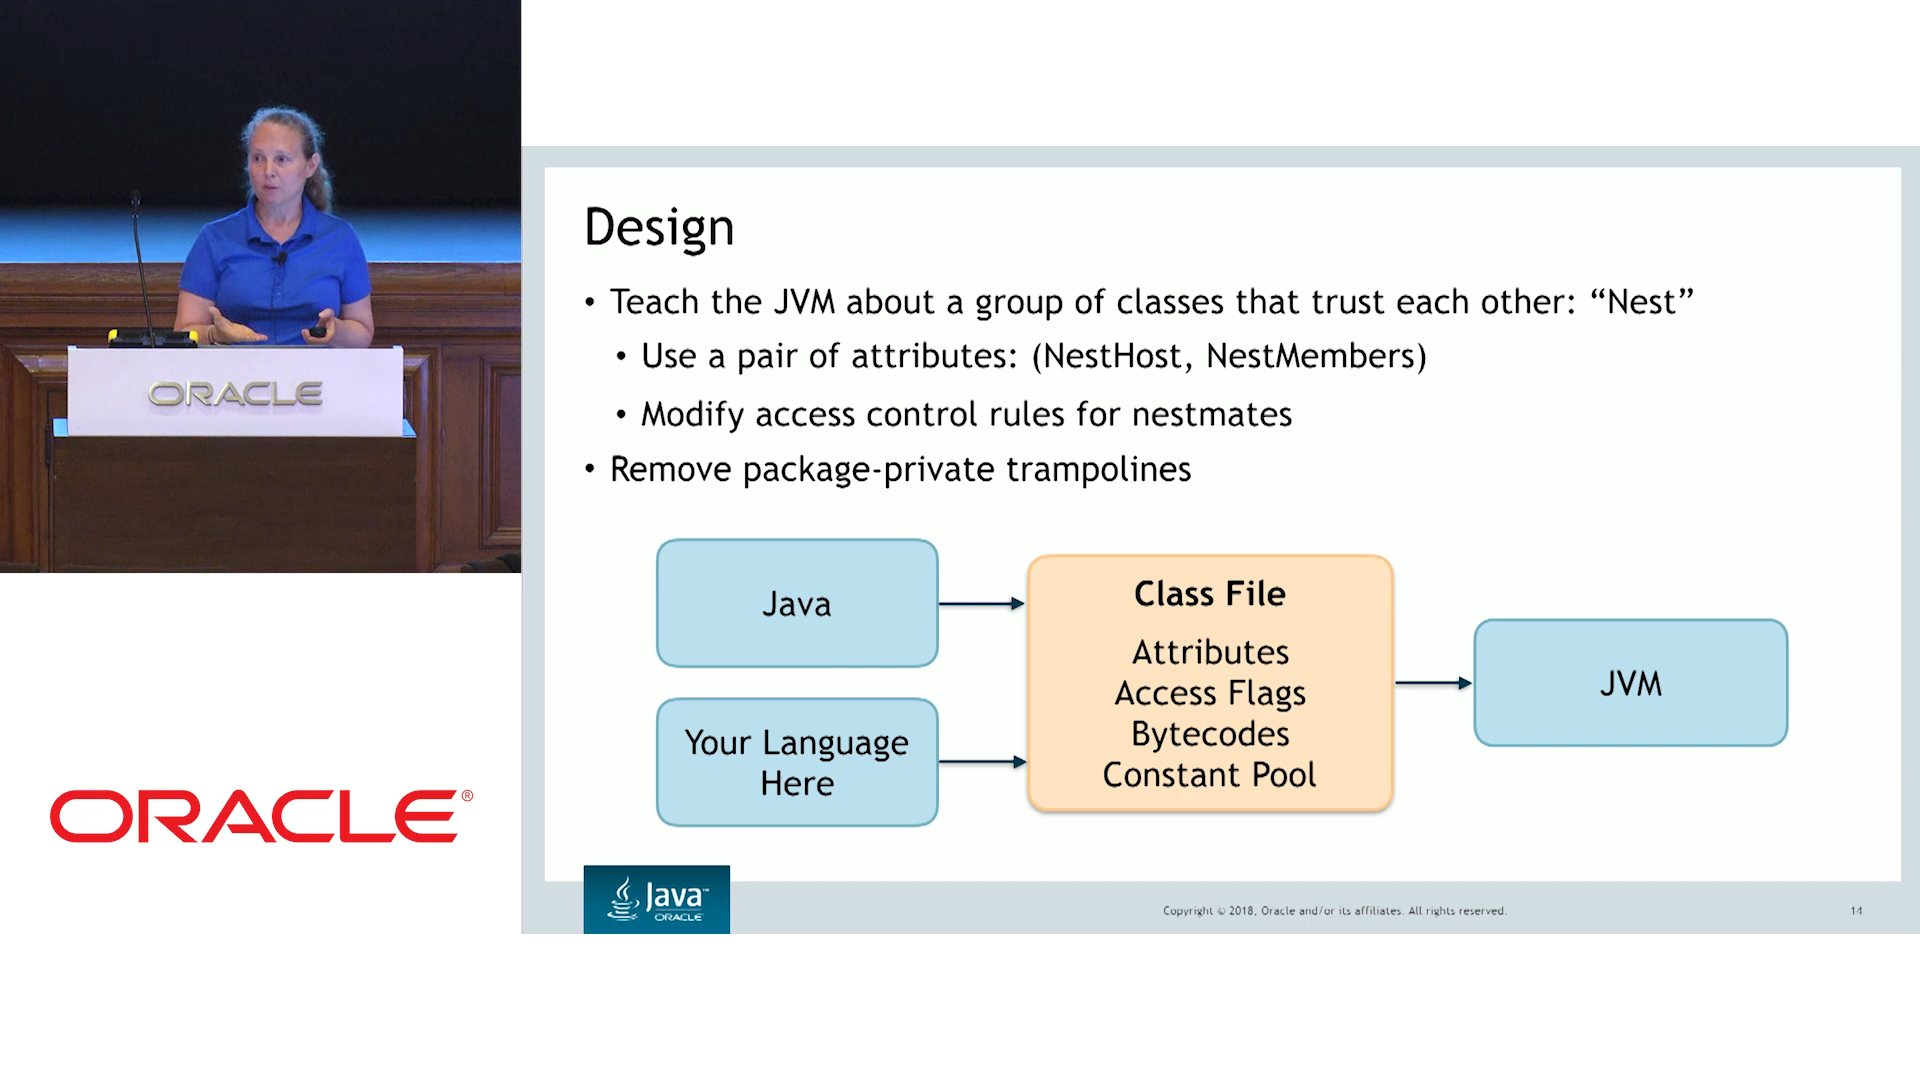 ORACLE
Design
• Teach the JVM about a group of classes that trust each other: “Nest”
• Use a pair of attributes: (NestHost, NestMembers)
• Modify access control rules for nestmates
• Remove package-private trampolines
Java
Your Language
Here
Class File
Attributes
Access Flags
Bytecodes
Constant Pool
JVM
ORACLE®
Java™
ORACLE
Copyright © 2018, Oracle and/or its affiliates. All rights reserved.
14